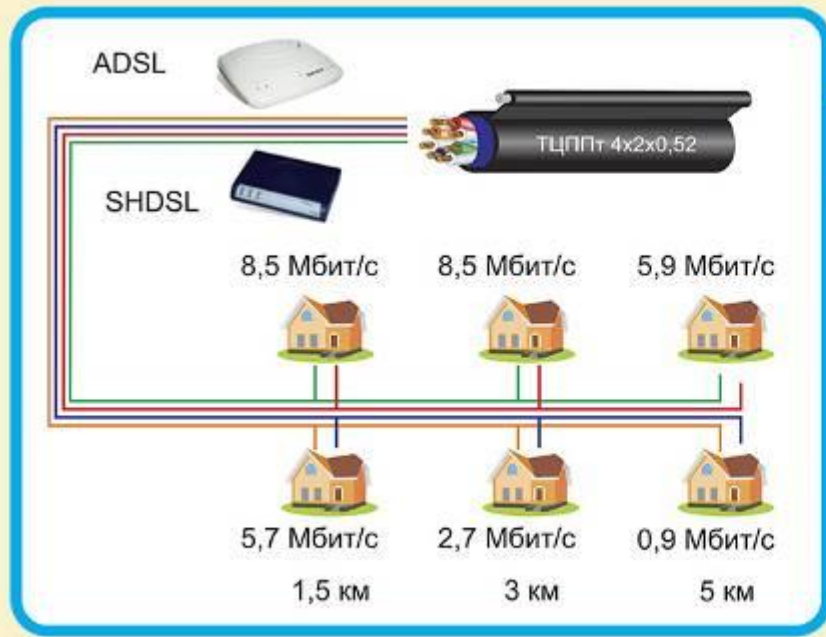 ADSL
ТЦППт 4x2x0,52
SHDSL
8,5 Мбит/с 8,5 Мбит/с 5,9 Мбит/с
5,7 Мбит/с 2,7 Мбит/с 0,9 Мбит/с
1,5 км 3 км 5 км